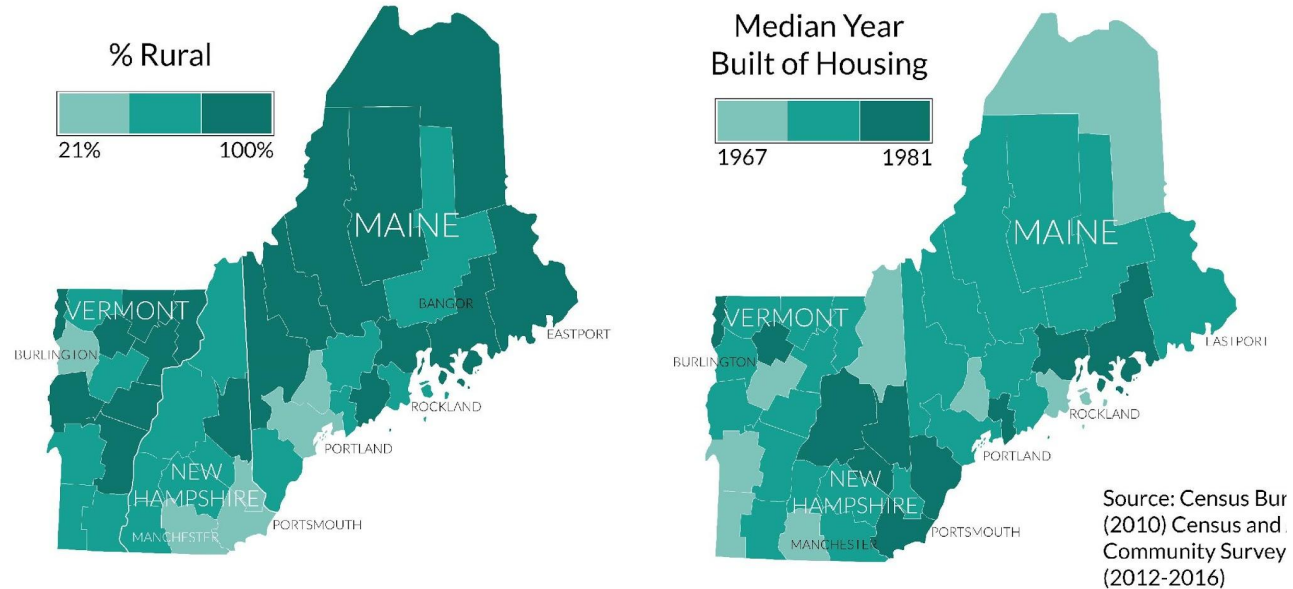 % Rural
21% 100%
MAINE
VERMONT
BANGOR
EASTPORT
BURLINGTON
ROCKLAND
PORTLAND
NEW
HAMPSHIRE
PORTSMOUTH
MANCHESTER
Median Year
Built of Housing
1967 1981
MAINE
VERMONT
EASTPORT
BURLINGTON
ROCKLAND
PORTLAND
NEW
HAMPSHIRE
PORTSMOUTH
MANCHESTER
Source: Census
(2010) Census and
Community Survey
(2012-2016)